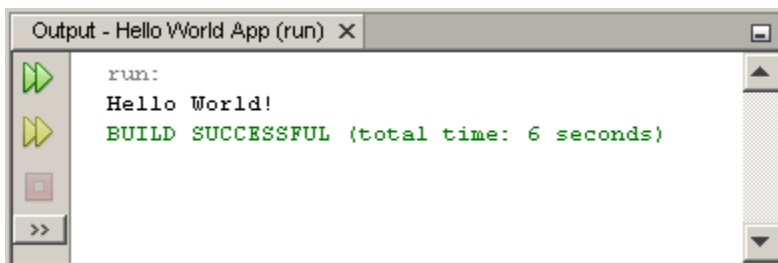 Output - Hello World App (run)
run:
Hello World!
BUILD SUCCESSFUL (total time: 6 seconds)
>>